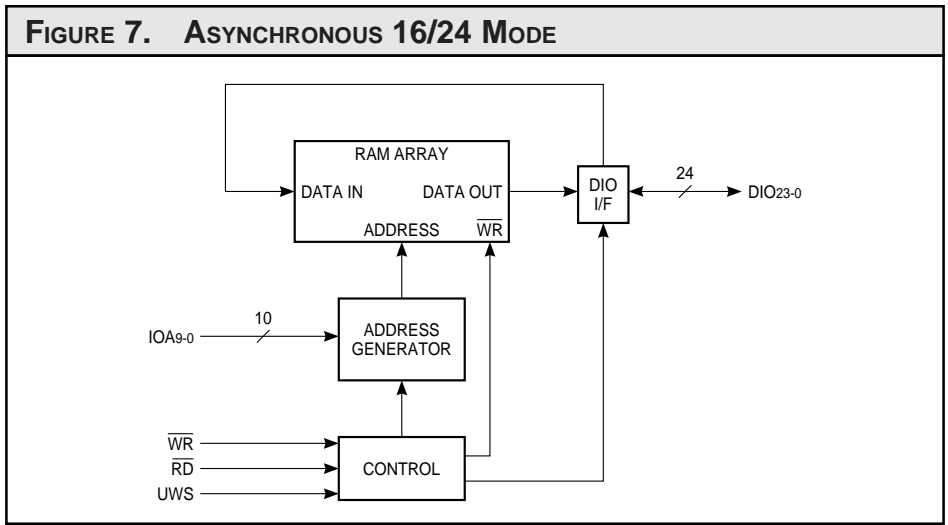 FIGURE 7. ASYNCHRONOUS 16/24 MODE
RAM ARRAY
DATA IN DATA OUT
ADDRESS WR
DIO
I/F
24
DIO23-0
10
IOA9-0
ADDRESS
GENERATOR
WR
RD
UWS
CONTROL